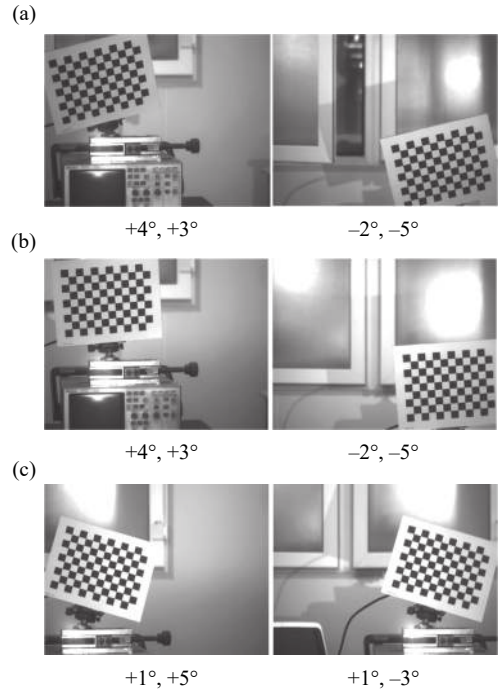 (a)
+4°, +3° –2°, –5°
(b)
+4°, +3° –2°, –5°
(c)
+1°, +5° +1°, –3°